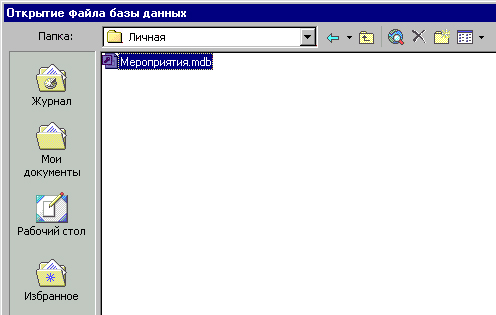 Открытие файла базы данных
Папка: Личная
Мероприятия.mdb
Журнал
Мои
документы
Рабочий стол
Избранное